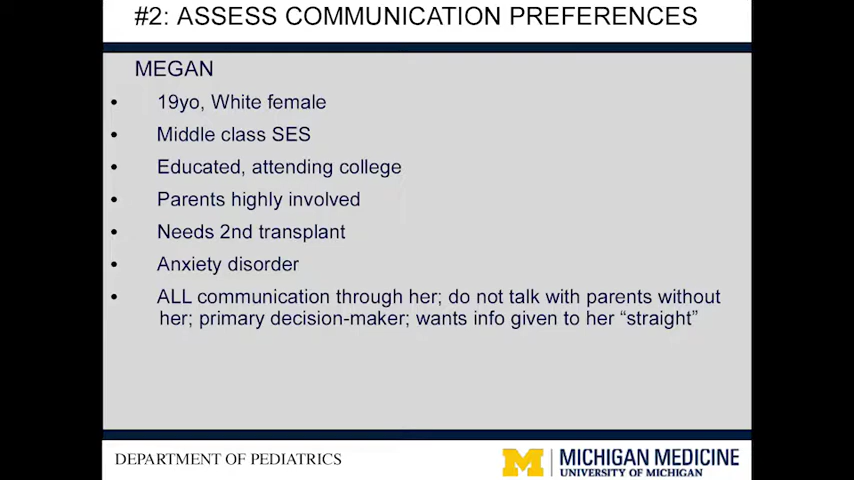 #2: ASSESS COMMUNICATION PREFERENCES
MEGAN
• 19yo, White female
• Middle class SES
• Educated, attending college
• Parents highly involved
• Needs 2nd transplant
• Anxiety disorder
• ALL communication through her; do not talk with parents without
her; primary decision-maker; wants info given to her “straight”
DEPARTMENT OF PEDIATRICS
M MICHIGAN MEDICINE
UNIVERSITY OF MICHIGAN